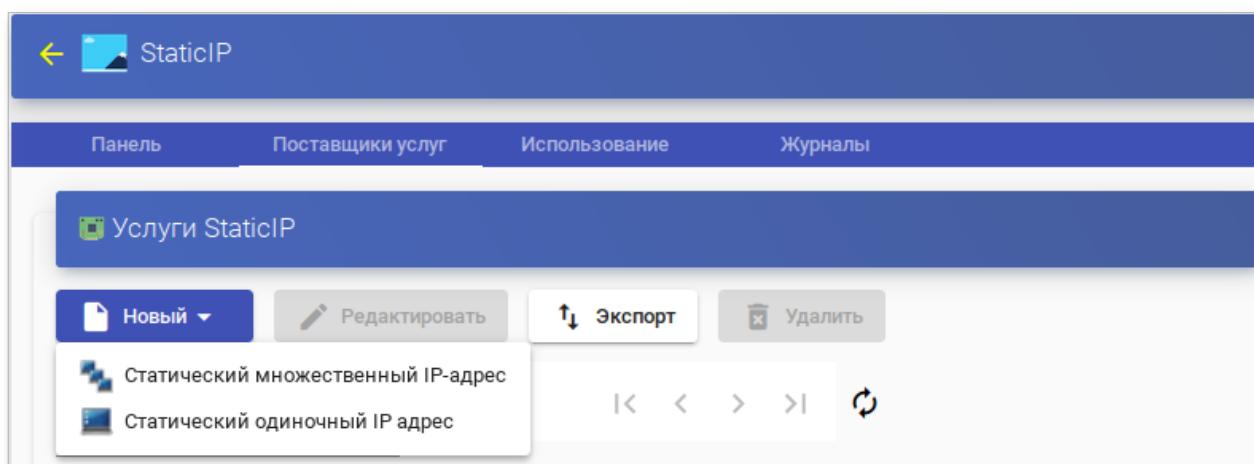 StaticIP
Панель Поставщики услуг Использование Журналы
Услуги StaticIP
Новый Редактировать Экспорт Удалить
Статический множественный IP-адрес
Статический одиночный IP адрес